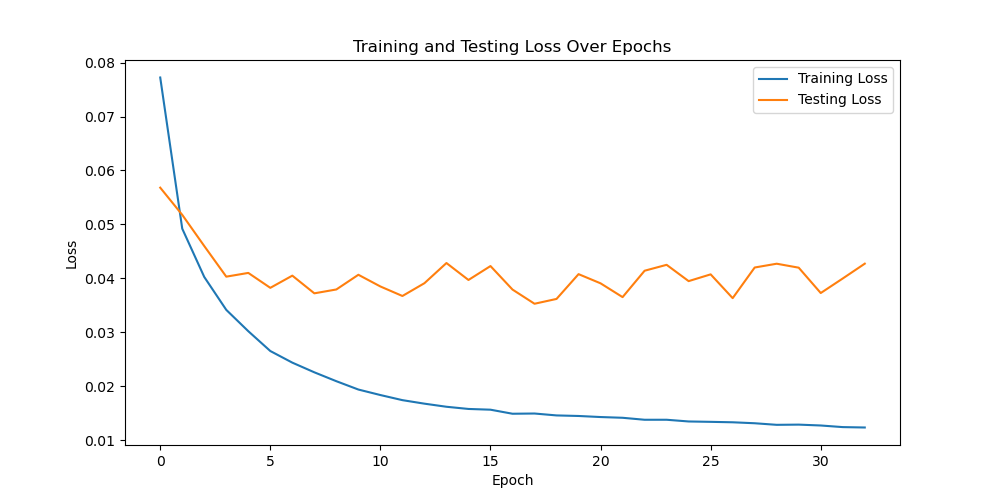 Training and Testing Loss Over Epochs
Training Loss
Testing Loss
0.08
0.07
0.06
0.05
0.04
0.03
0.02
0.01
Loss
0 5 10 15 20 25 30
Epoch